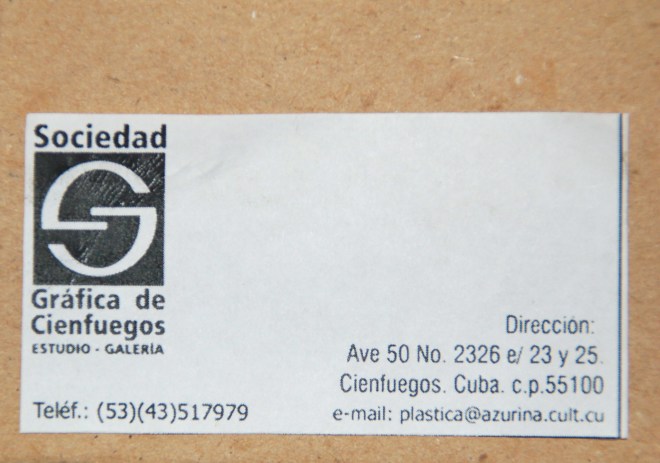 Sociedad
Gráfica de
Cienfuegos
ESTUDIO - GALERÍA
Teléf.: (53)(43)517979
Dirección:
Ave 50 No. 2326 e/ 23 y 25.
Cienfuegos. Cuba. c.p.55100
e-mail: plastica@azurina.cult.cu